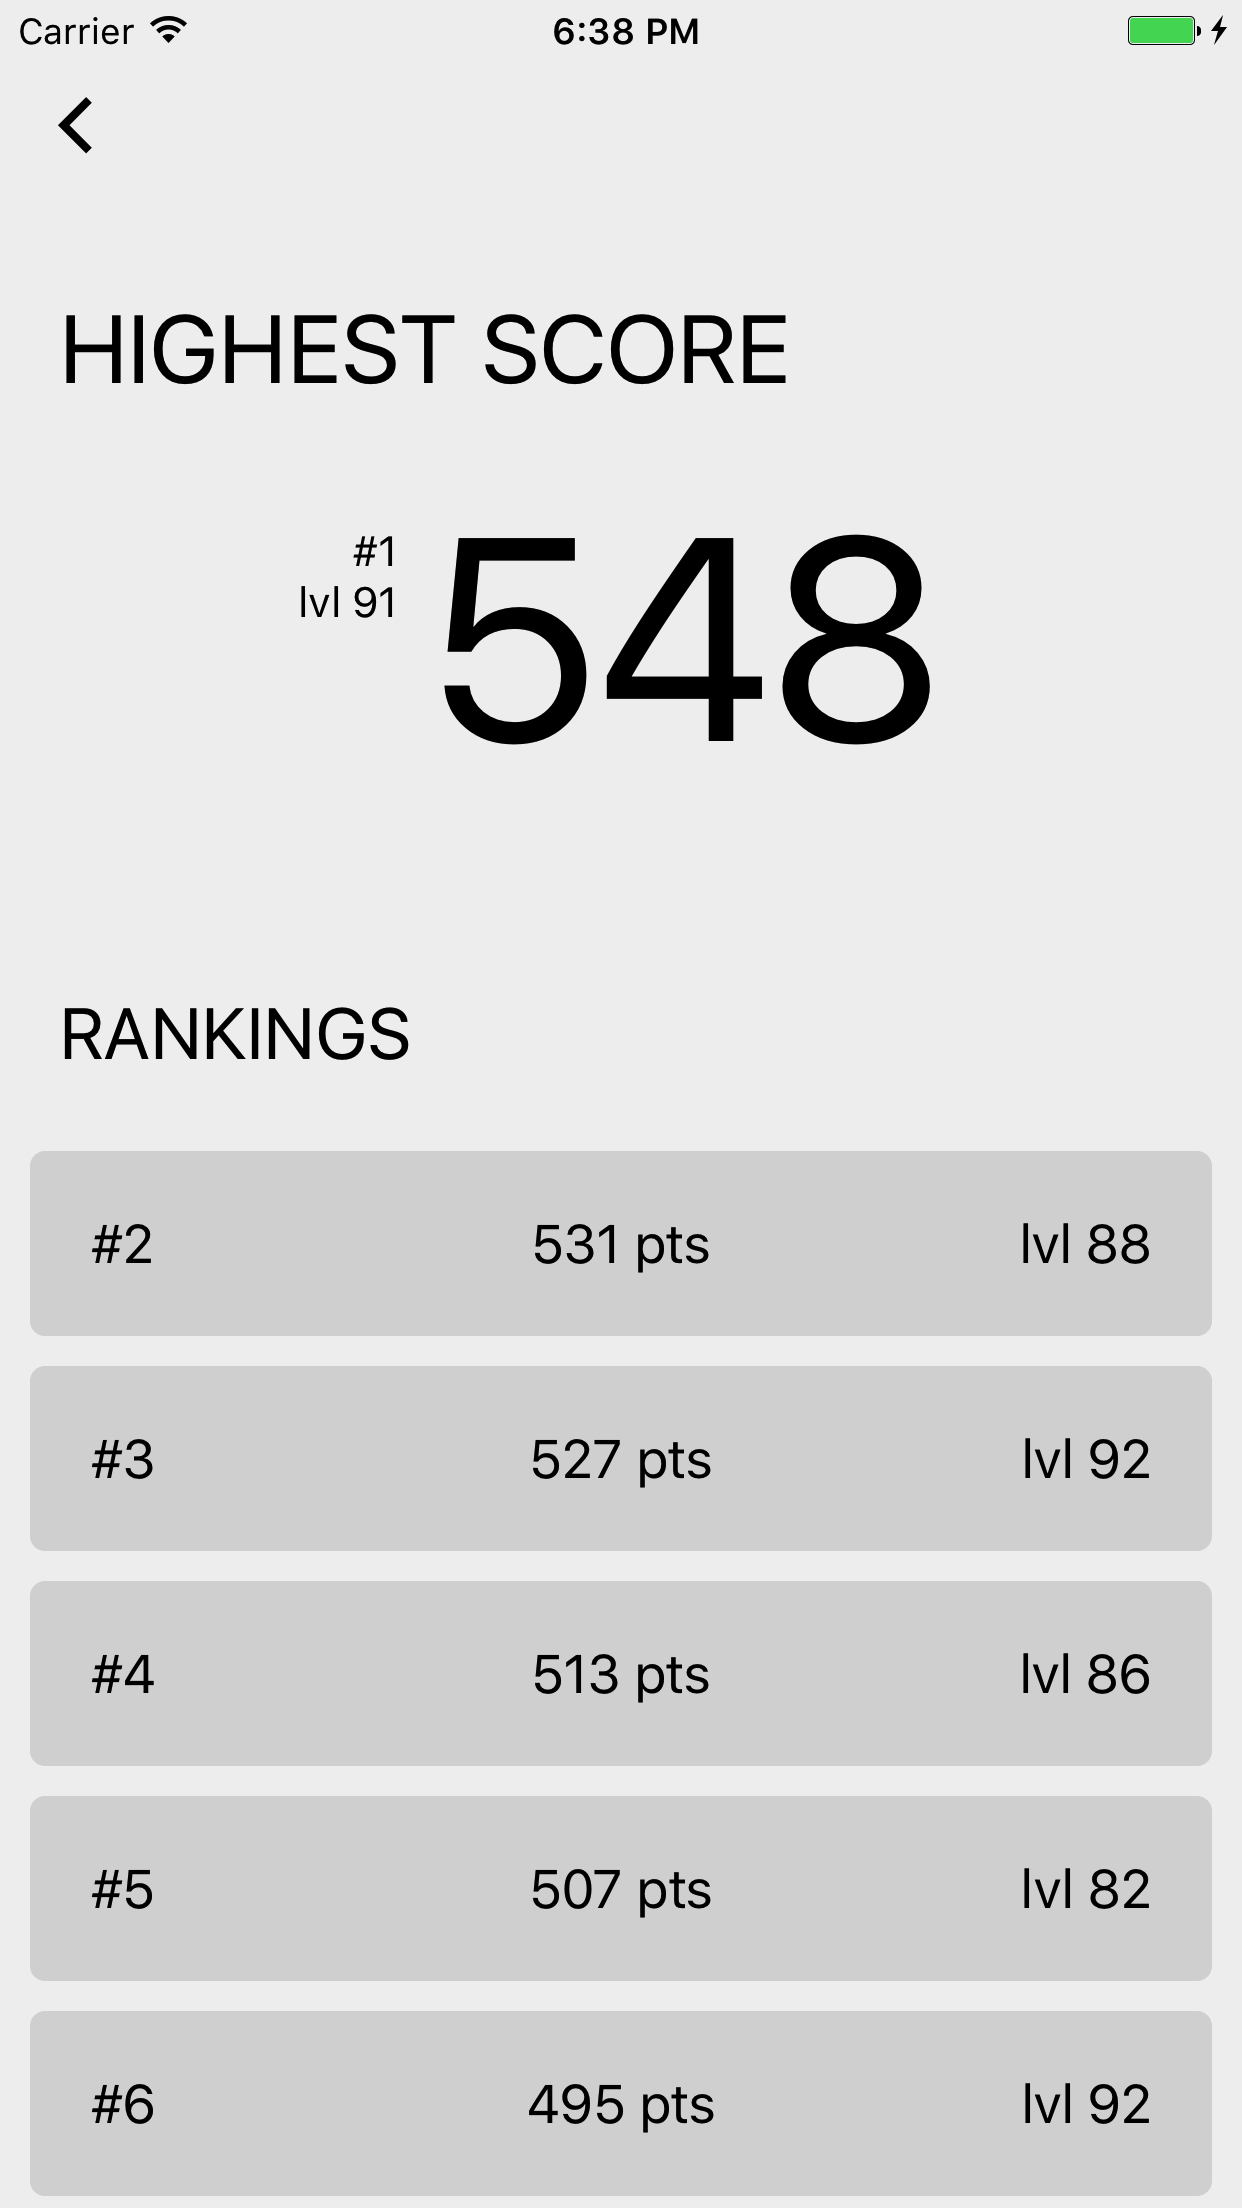 Carrier 6:38 PM
HIGHEST SCORE
#1
lvl 91
548
RANKINGS
#2 531 pts lvl 88
#3 527 pts lvl 92
#4 513 pts lvl 86
#5 507 pts lvl 82
#6 495 pts lvl 92